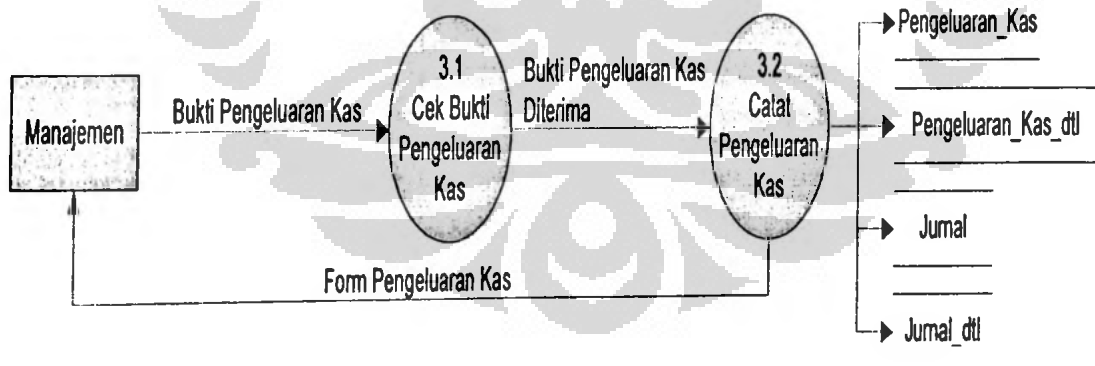 Manajemen
Bukti Pengeluaran Kas
3.1
Cek Bukti
Pengeluaran
Kas
Bukti Pengeluaran Kas
Diterima
3.2
Catat
Pengeluaran
Kas
Pengeluaran_Kas
Pengeluaran_Kas_dtl
Jurnal
Jurnal_dtl
Form Pengeluaran Kas